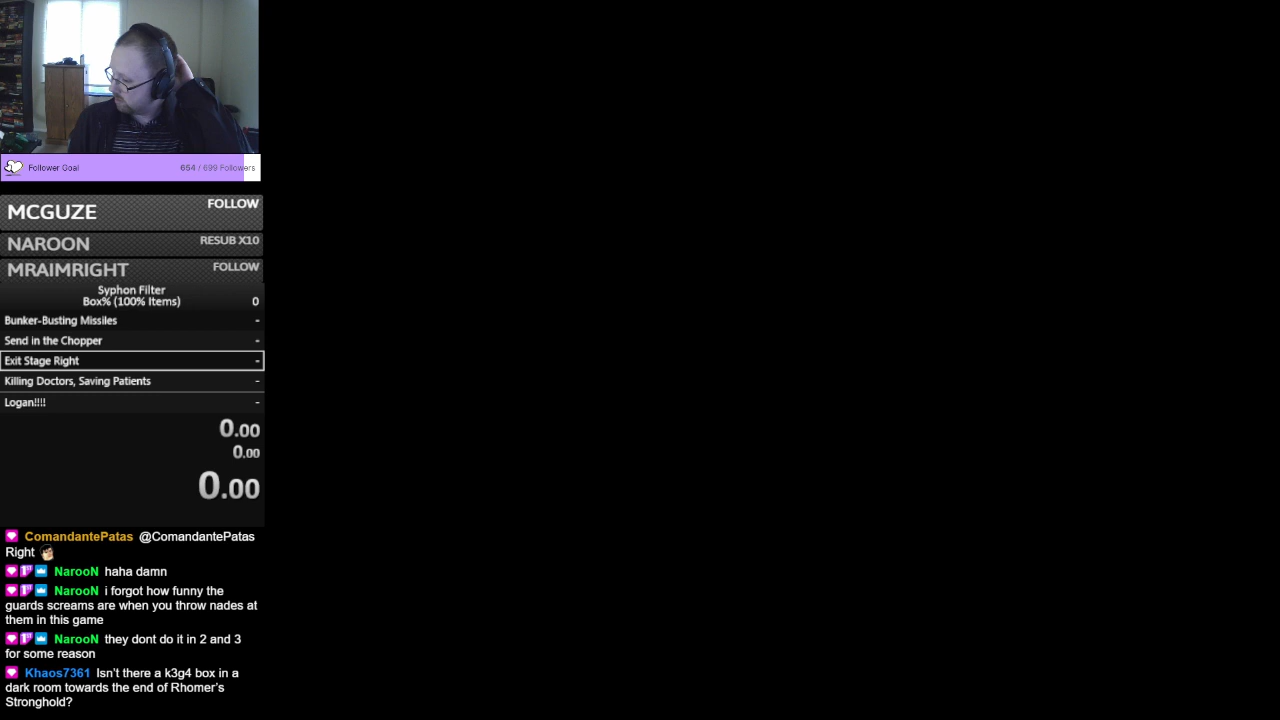 Follower Goal 654 / 699 Followers
MCGUZE FOLLOW
NAROON RESUB X10
MRAIMRIGHT FOLLOW
Syphon Filter
Box% (100% Items) 0
Bunker-Busting Missiles -
Send in the Chopper -
Exit Stage Right -
Killing Doctors, Saving Patients -
Logan!!!! -
0.00
0.00
0.00
ComandantePatas @ComandantePatas
Right
NarooN haha damn
NarooN i forgot how funny the
guards screams are when you throw nades at
them in this game
NarooN they dont do it in 2 and 3
for some reason
Khaos7361 Isn't there a k3g4 box in a
dark room towards the end of Rhomer's
Stronghold?